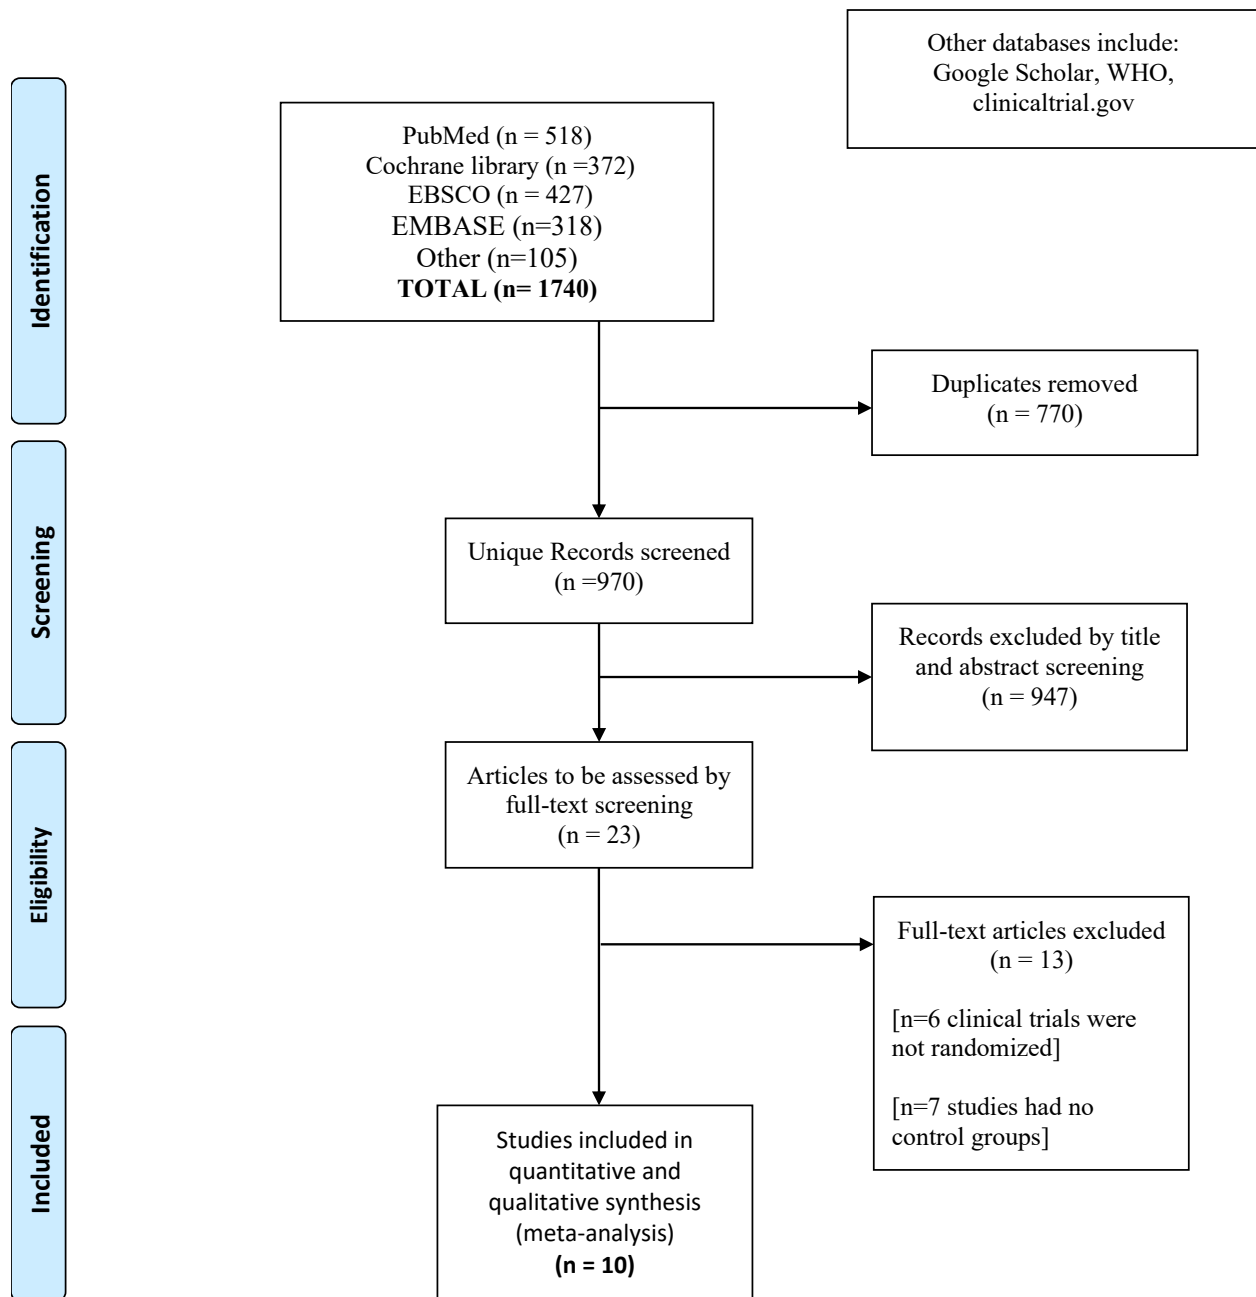 Other databases include:
Google Scholar, WHO,
clinicaltrial.gov
Identification
PubMed (n = 518)
Cochrane library (n =372)
EBSCO (n = 427)
EMBASE (n=318)
Other (n=105)
TOTAL (n= 1740)
Duplicates removed
(n = 770)
Screening
Unique Records screened
(n =970)
Records excluded by title
and abstract screening
(n = 947)
Eligibility
Articles to be assessed by
full-text screening
(n = 23)
Full-text articles excluded
(n = 13)
[n=6 clinical trials were
not randomized]
[n=7 studies had no
control groups]
Included
Studies included in
quantitative and
qualitative synthesis
(meta-analysis)
(n = 10)